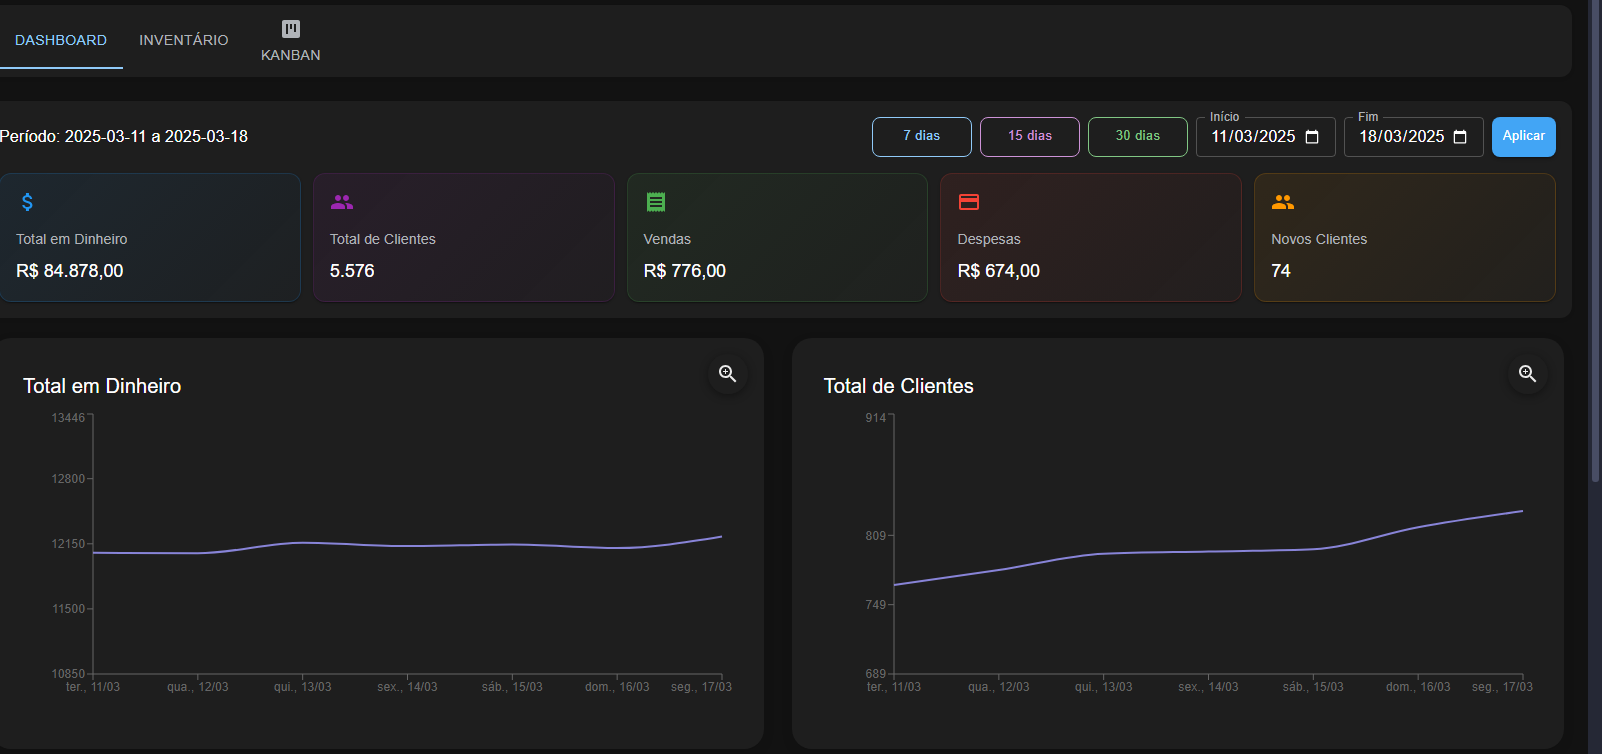 DASHBOARD
INVENTÁRIO
KANBAN
Período: 2025-03-11 a 2025-03-18
7 dias
15 dias
30 dias
Início
11/03/2025
Fim
18/03/2025
Aplicar
Total em Dinheiro
R$ 84.878,00
Total de Clientes
5.576
Vendas
R$ 776,00
Despesas
R$ 674,00
Novos Clientes
74
Total em Dinheiro
13446
12800
12150
11500
10850
ter., 11/03
qua., 12/03
qui., 13/03
sex., 14/03
sáb., 15/03
dom., 16/03
seg., 17/03
Total de Clientes
914
809
749
689
ter., 11/03
qua., 12/03
qui., 13/03
sex., 14/03
sáb., 15/03
dom., 16/03
seg., 17/03